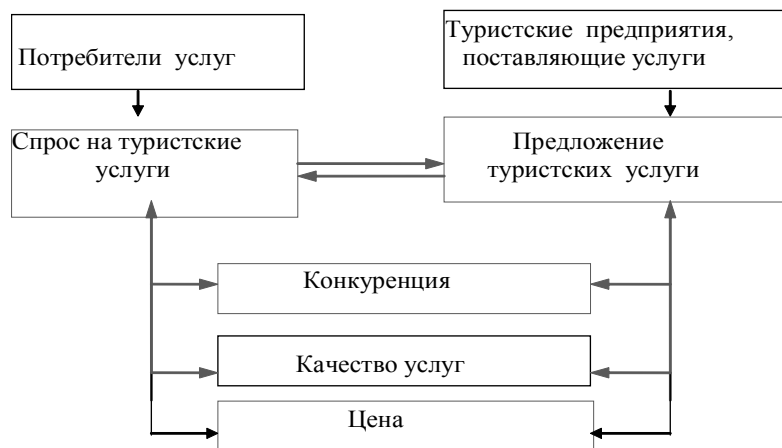 Потребители услуг
Туристские предприятия,
поставляющие услуги
Спрос на туристские
услуги
Предложение
туристских услуги
Конкуренция
Качество услуг
Цена